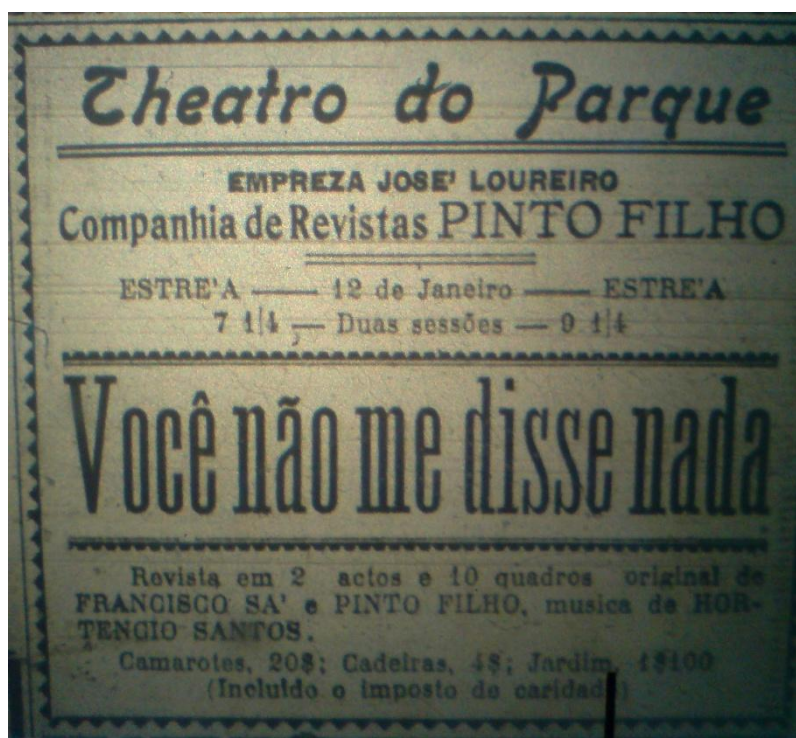 Theatro do Parque
EMPREZA JOSE' LOUREIRO
Companhia de Revistas PINTO FILHO
ESTRE'A — 12 de Janeiro — ESTRE'A
7 1|4 — Duas sessões — 9 1|4
Você não me disse nada
Revista em 2 actos e 10 quadros original de
FRANCISCO SA' e PINTO FILHO, musica de HOR-
TENCIO SANTOS.
Camarotes, 20$; Cadeiras, 4$; Jardim, 1$100
(Incluido o imposto de caridade)